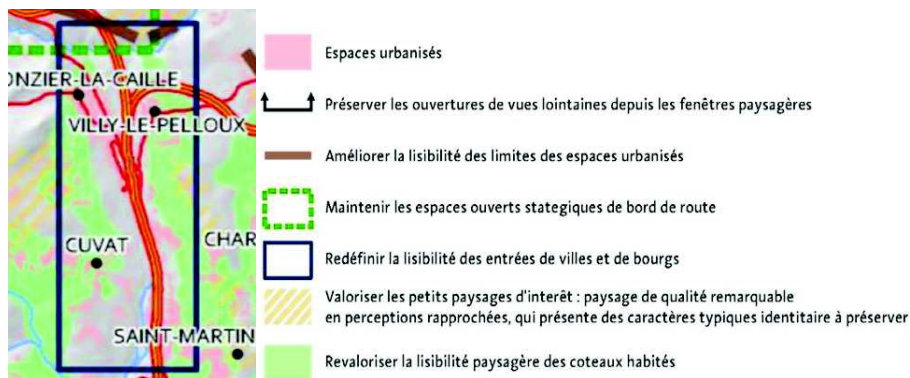 ONZIER-LA-CAILLE
VILLY-LE-PELLOUX
CUVAT
CHAR
SAINT-MARTIN
Espaces urbanisés
Préserver les ouvertures de vues lointaines depuis les fenêtres paysagères
Améliorer la lisibilité des limites des espaces urbanisés
Maintenir les espaces ouverts stategiques de bord de route
Redéfinir la lisibilité des entrées de villes et de bourgs
Valoriser les petits paysages d'interêt : paysage de qualité remarquable
en perceptions rapprochées, qui présente des caractères typiques identitaire à préserver
Revaloriser la lisibilité paysagère des coteaux habités